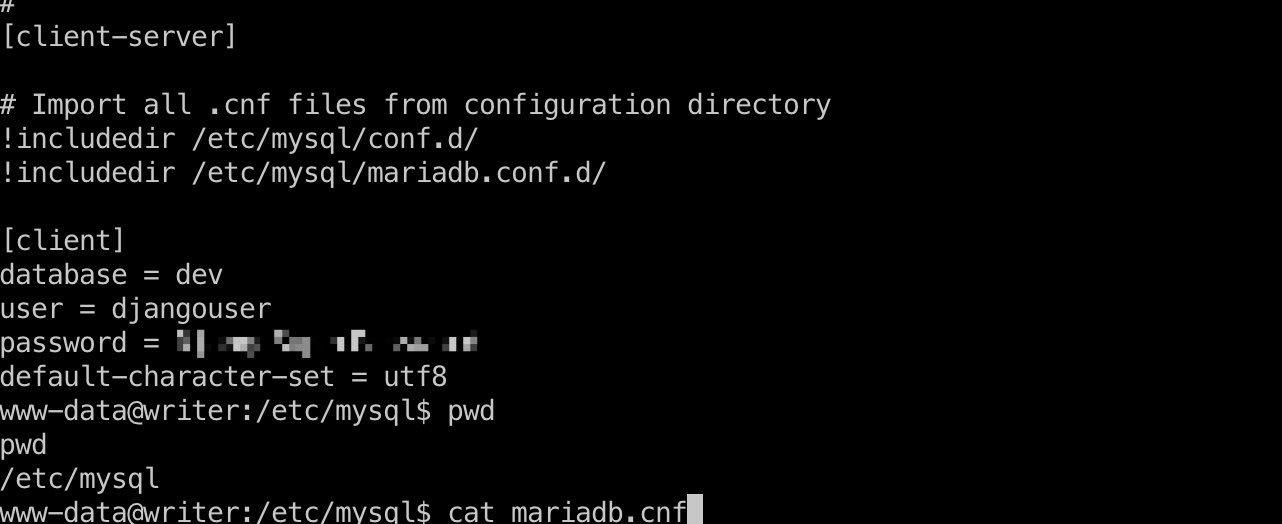 #
[client-server]
# Import all .cnf files from configuration directory
!includedir /etc/mysql/conf.d/
!includedir /etc/mysql/mariadb.conf.d/
[client]
database = dev
user = djangouser
password =
default-character-set = utf8
www-data@writer:/etc/mysql$ pwd
pwd
/etc/mysql
www-data@writer:/etc/mysql$ cat mariadb.cnf